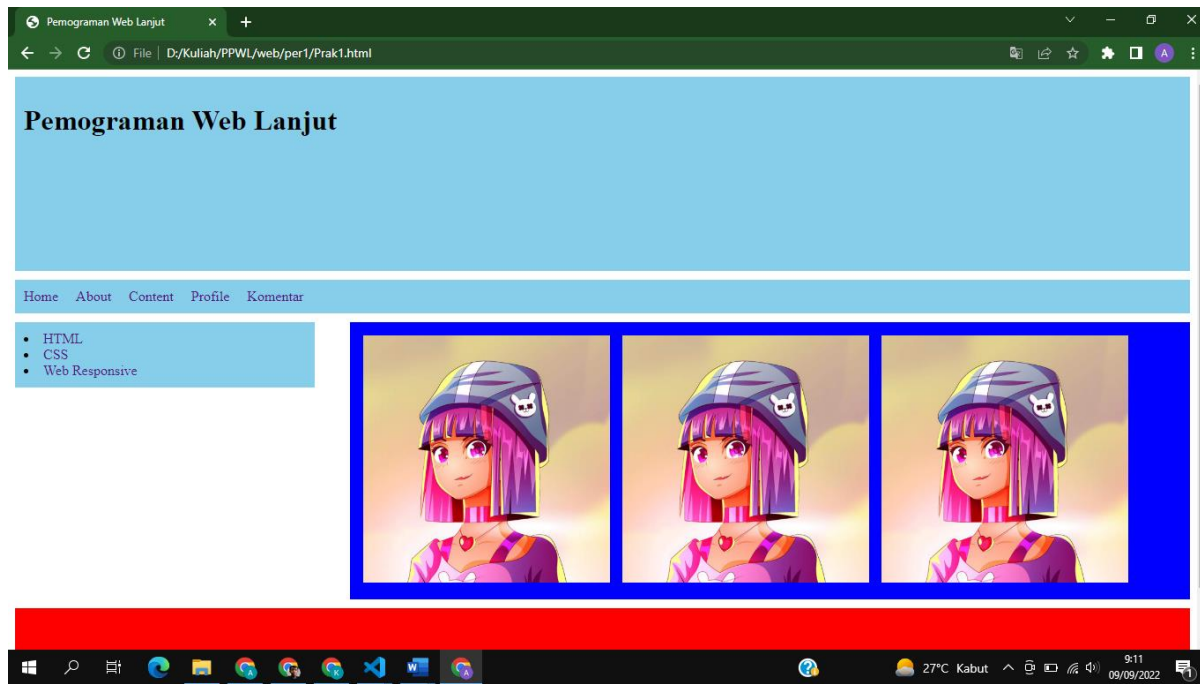 Pemograman Web Lanjut
File | D:/Kuliah/PPWL/web/per1/Prak1.html
A
Pemograman Web Lanjut
Home About Content Profile Komentar
HTML
CSS
Web Responsive
27°C Kabut
9:11
09/09/2022
1